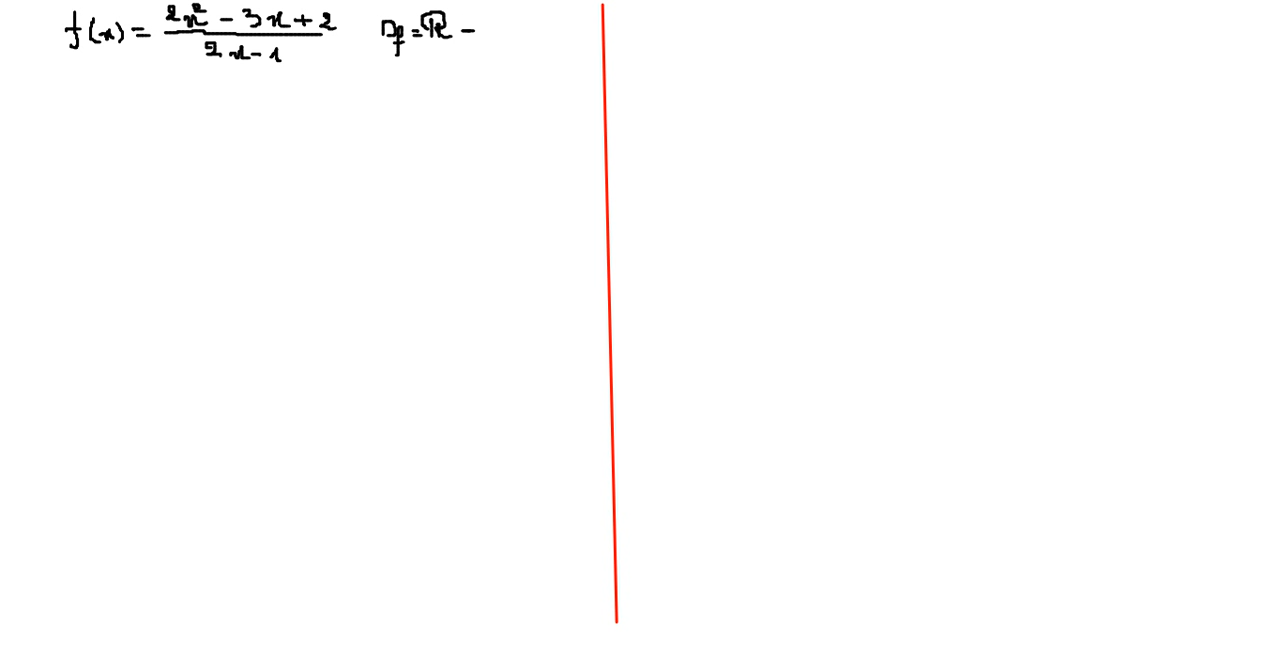 f(x) = (2x² - 3x + 2)/(2x - 1) Df = ℝ -